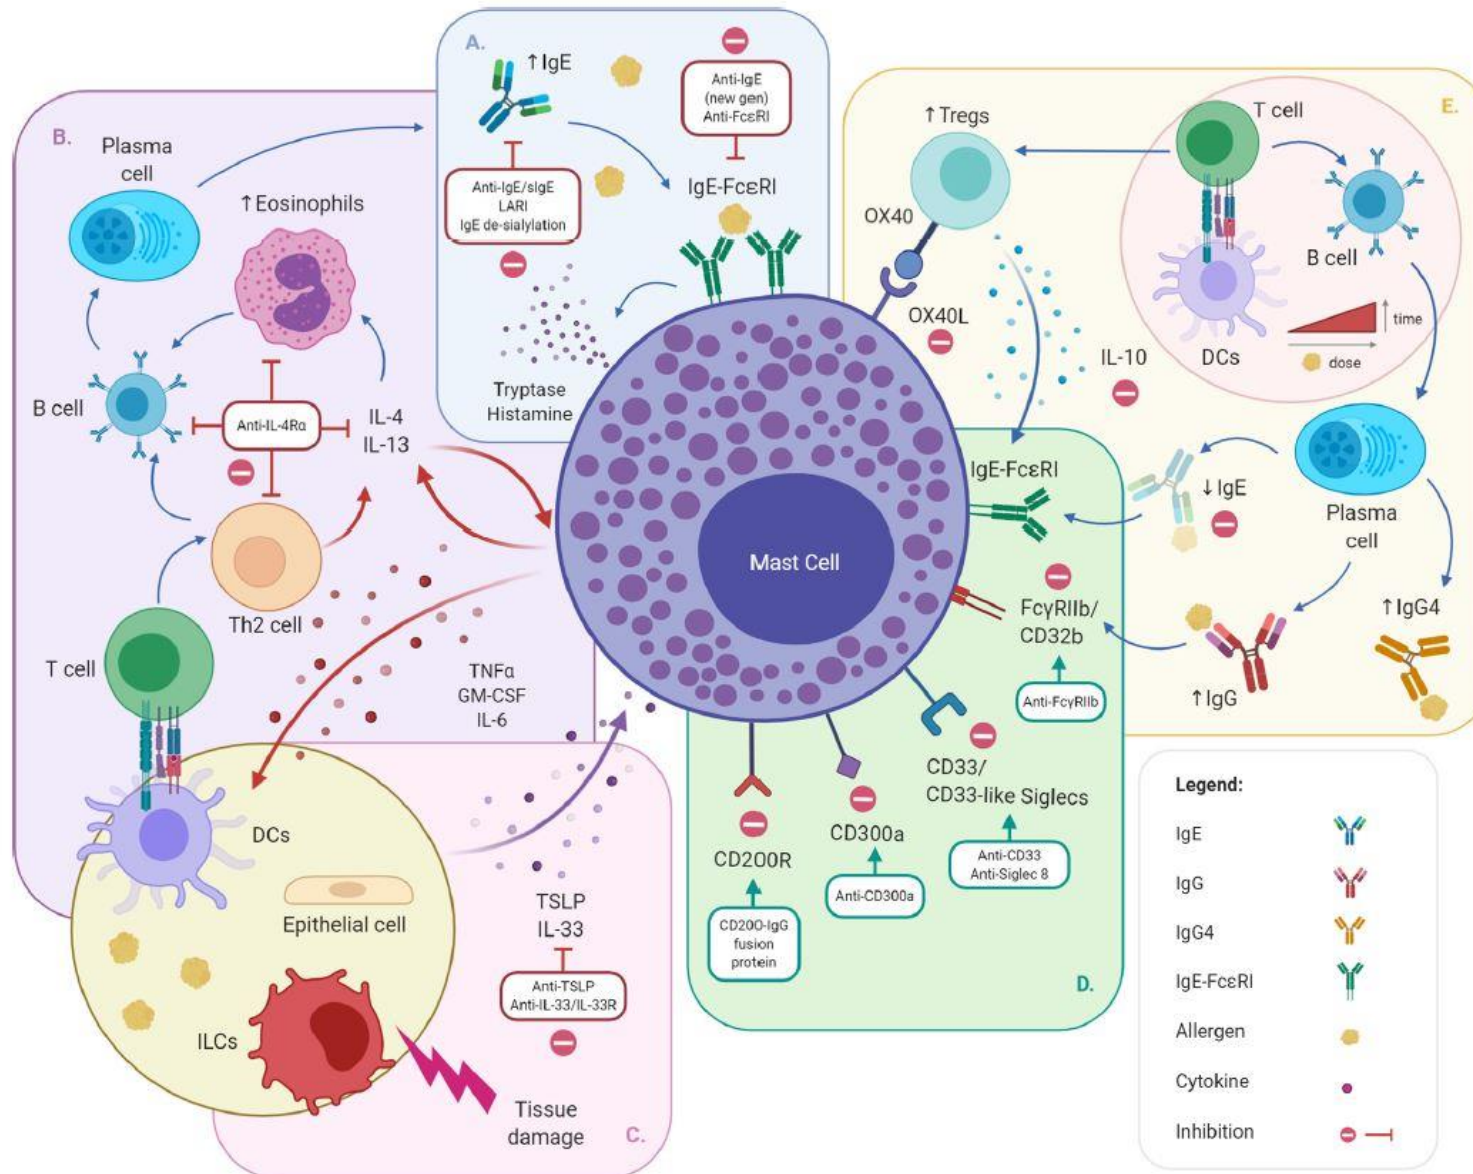 A.
↑IgE
Anti-IgE
(new gen)
Anti-FcεRI
Anti-IgE/sIgE
LARI
IgE de-sialylation
IgE-FcεRI
Tryptase
Histamine
B.
Plasma
cell
↑Eosinophils
B cell
Anti-IL-4Rα
IL-4
IL-13
Th2 cell
T cell
TNFα
GM-CSF
IL-6
DCs
Epithelial cell
ILCs
TSLP
IL-33
Anti-TSLP
Anti-IL-33/IL-33R
Tissue
damage
C.
Mast Cell
E.
↑Tregs
T cell
OX40
OX40L
B cell
DCs
time
dose
IL-10
IgE-FcεRI
↓IgE
Plasma
cell
FcγRIIb/
CD32b
Anti-FcγRIIb
↑IgG
↑IgG4
CD33/
CD33-like Siglecs
Anti-CD33
Anti-Siglec 8
CD300a
Anti-CD300a
CD200R
CD200-IgG
fusion
protein
D.
Legend:
IgE
IgG
IgG4
IgE-FcεRI
Allergen
Cytokine
Inhibition